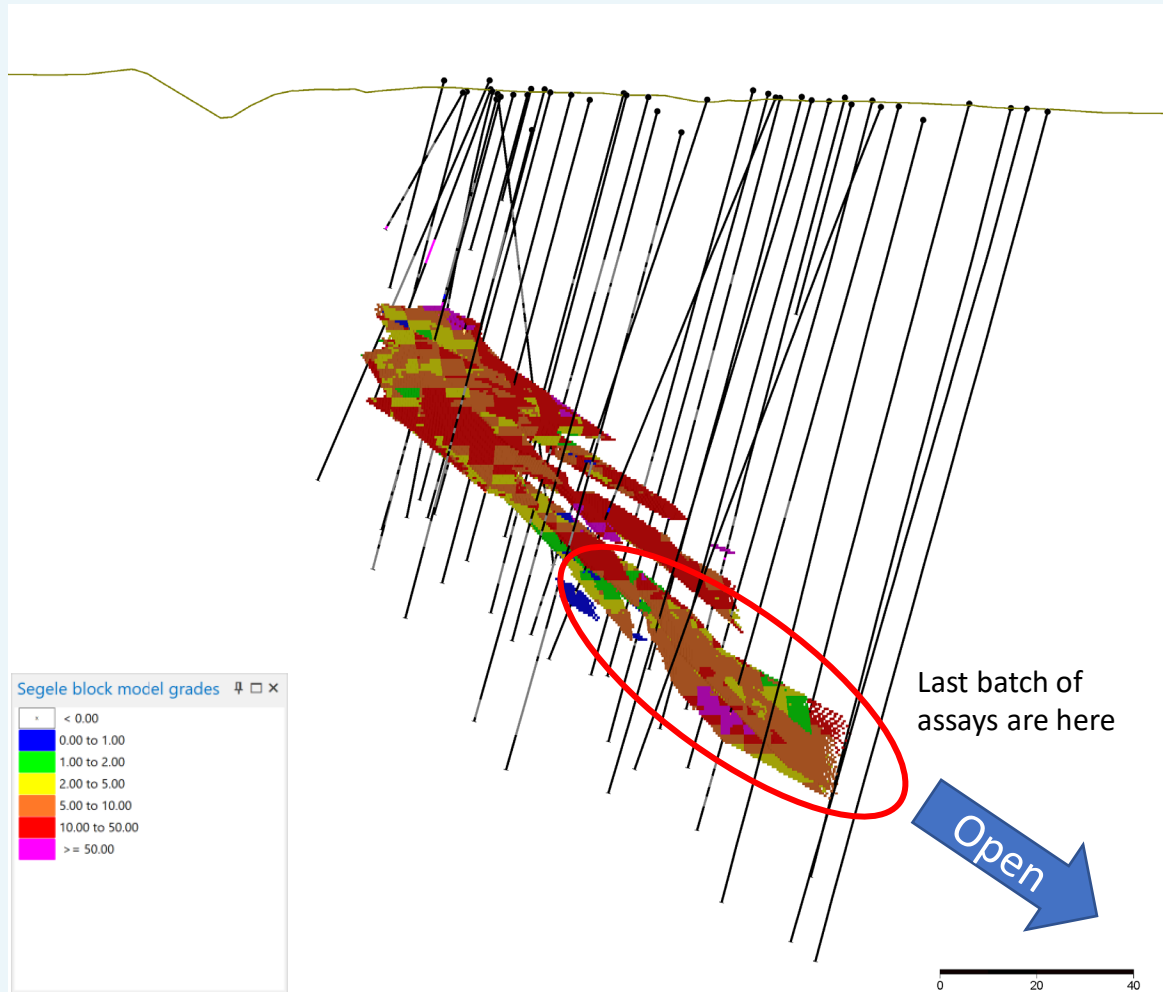 Segele block model grades
< 0.00
0.00 to 1.00
1.00 to 2.00
2.00 to 5.00
5.00 to 10.00
10.00 to 50.00
>= 50.00
Last batch of
assays are here
Open
0 20 40